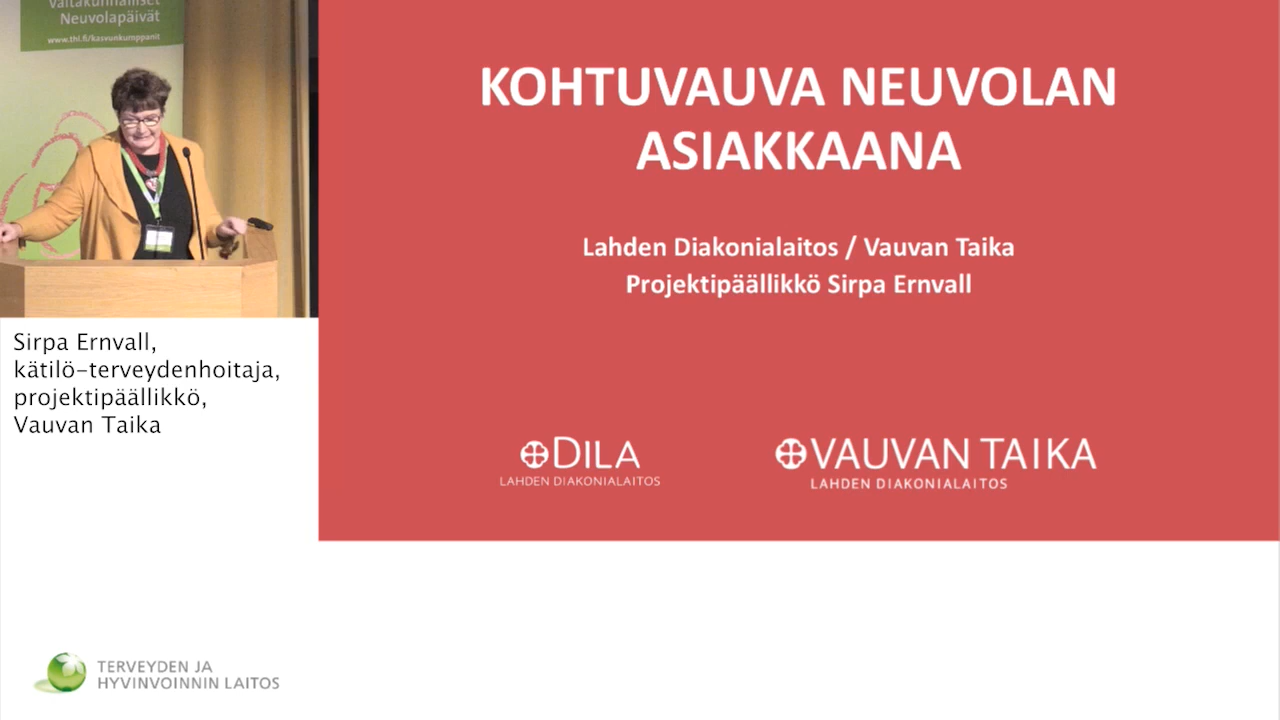 Valtakunnalliset
Neuvolapäivät
www.thl.fi/kasvunkumppanit
KOHTUVAUVA NEUVOLAN
ASIAKKAANA
Lahden Diakonialaitos / Vauvan Taika
Projektipäällikkö Sirpa Ernvall
DILA
LAHDEN DIAKONIALAITOS
VAUVAN TAIKA
LAHDEN DIAKONIALAITOS
Sirpa Ernvall,
kätilö-terveydenhoitaja,
projektipäällikkö,
Vauvan Taika
TERVEYDEN JA
HYVINVOINNIN LAITOS